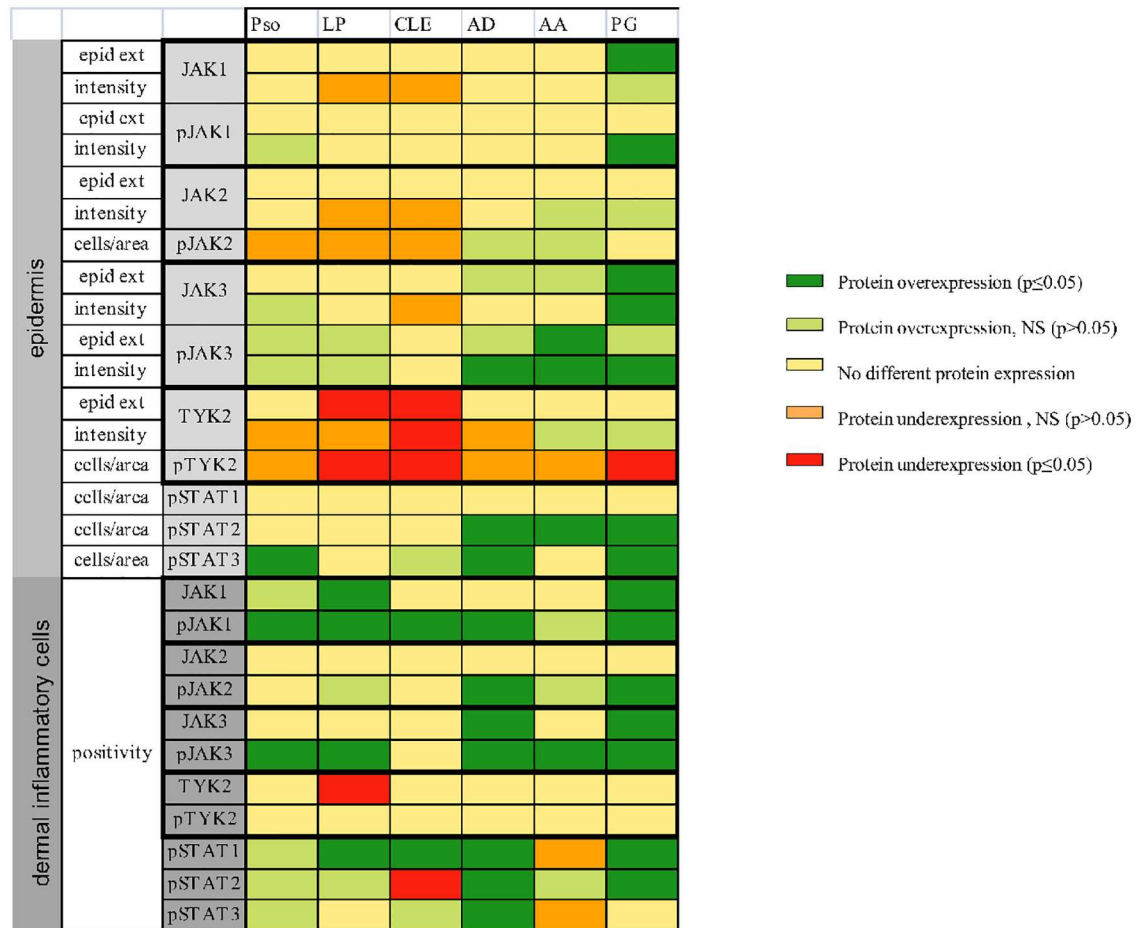 Pso LP CLE AD AA PG
epidermis
epid ext JAK1
intensity
epid ext pJAK1
intensity
epid ext JAK2
intensity
cells/area pJAK2
epid ext JAK3
intensity
epid ext pJAK3
intensity
epid ext TYK2
intensity
cells/area pTYK2
cells/area pSTAT1
cells/area pSTAT2
cells/area pSTAT3
dermal inflammatory cells
positivity
JAK1
pJAK1
JAK2
pJAK2
JAK3
pJAK3
TYK2
pTYK2
pSTAT1
pSTAT2
pSTAT3
Protein overexpression (p≤0.05)
Protein overexpression, NS (p>0.05)
No different protein expression
Protein underexpression , NS (p>0.05)
Protein underexpression (p≤0.05)